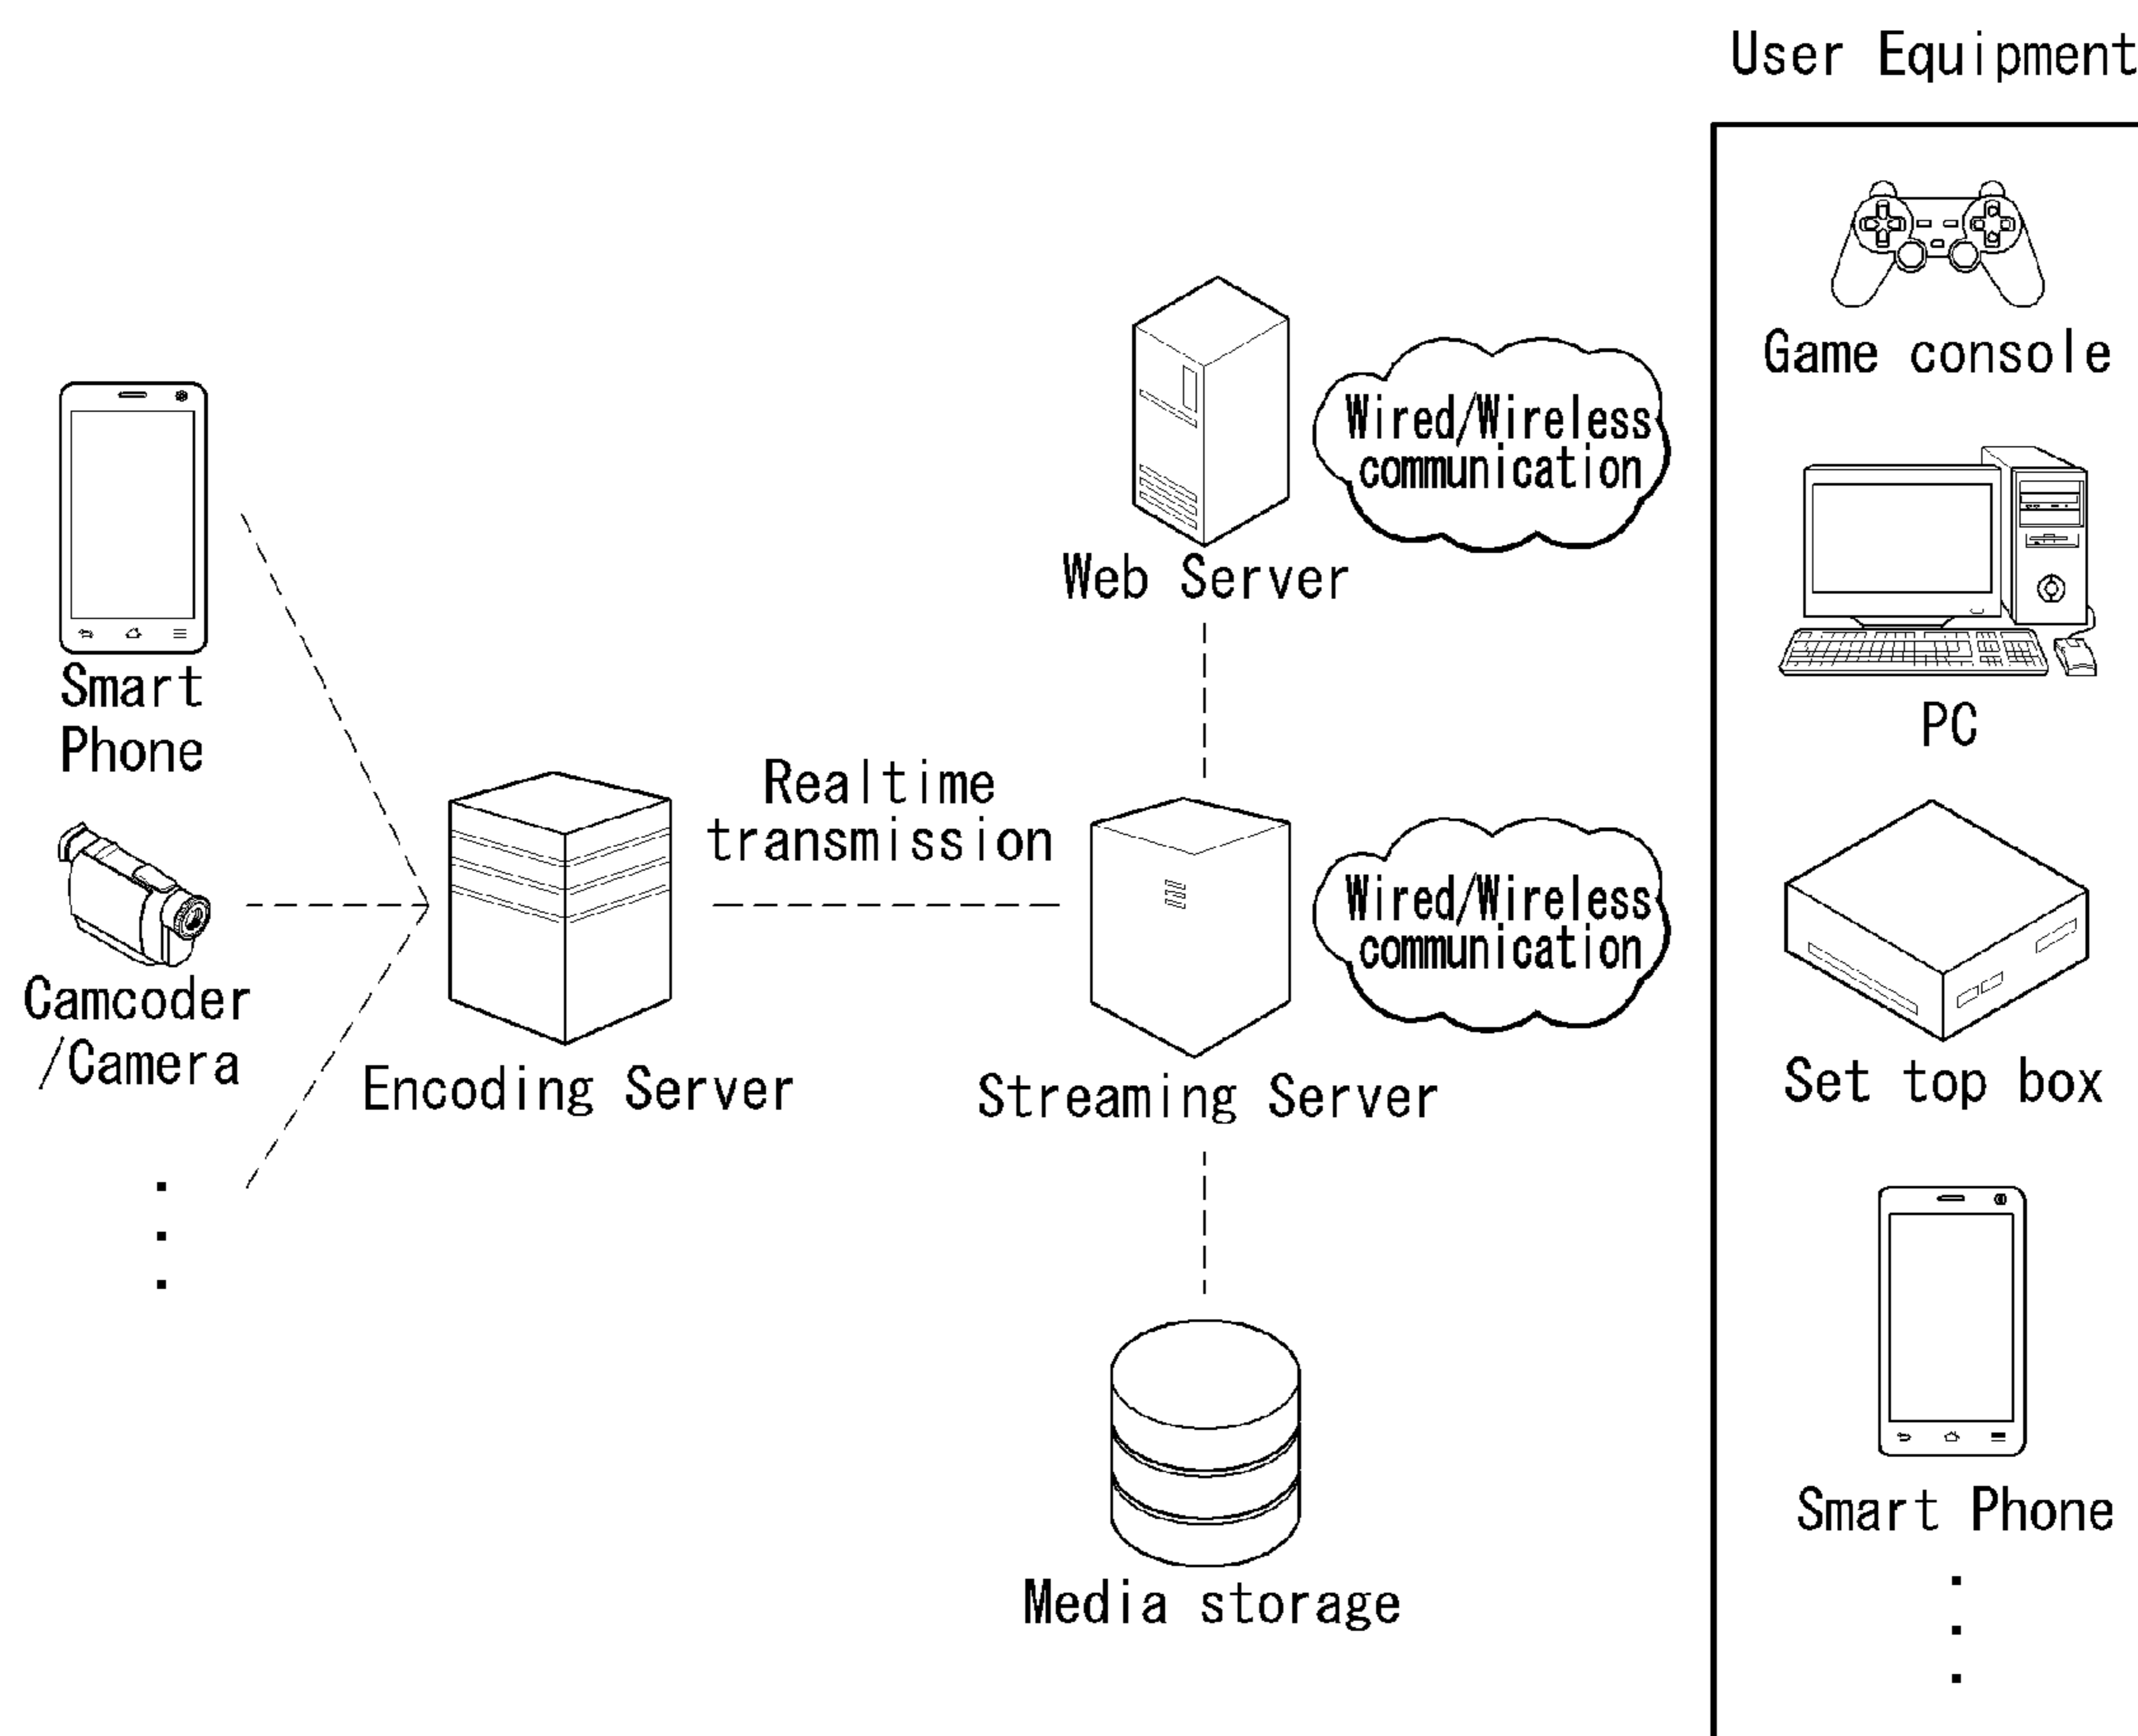 User Equipment
Game console
Wired/Wireless
communication
Web Server
Smart
Phone
PC
Realtime
transmission
Wired/Wireless
communication
Camcoder
/Camera
Encoding Server
Streaming Server
Set top box
Smart Phone
Media storage